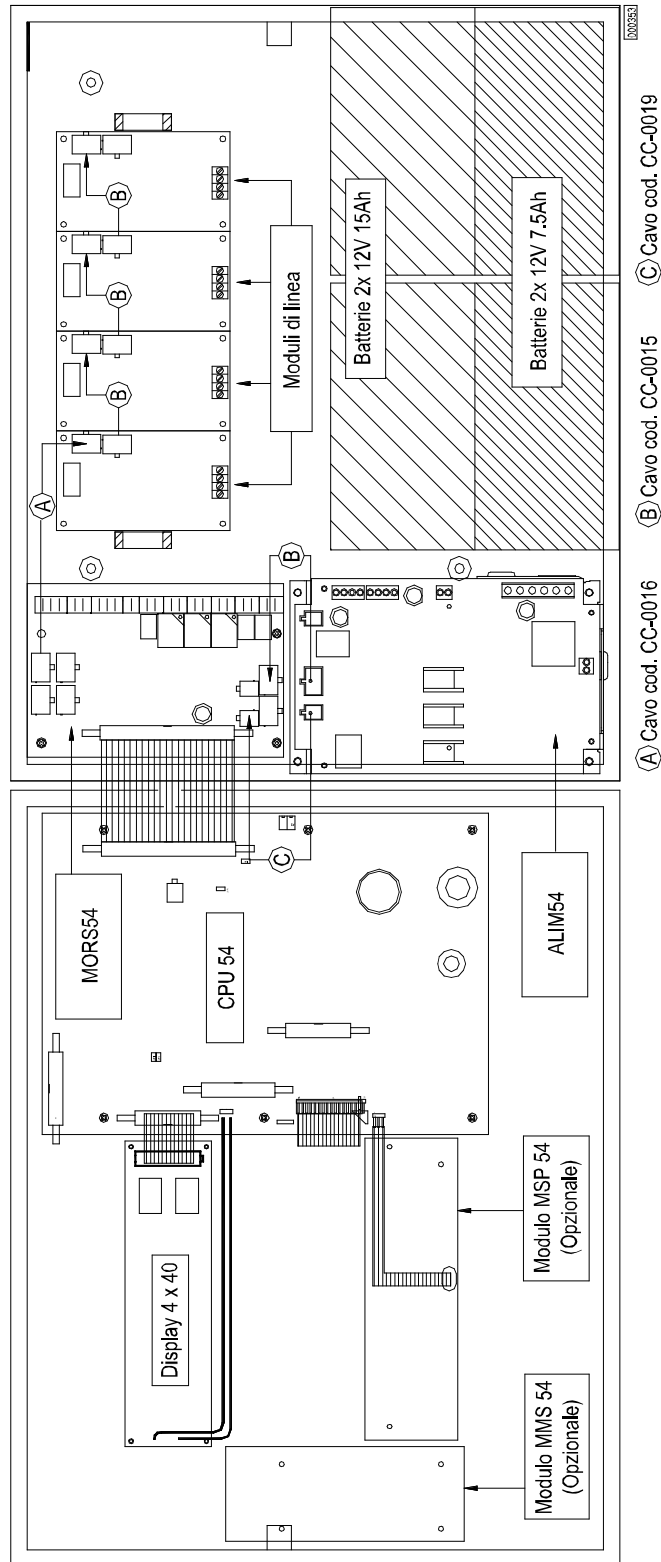 MORS54
CPU 54
Display 4 x 40
ALIM54
Modulo MSP 54
(Opzionale)
Modulo MMS 54
(Opzionale)
A
B
B
B
Moduli di linea
B
C
Batterie 2x 12V 15Ah
Batterie 2x 12V 7.5Ah
A Cavo cod. CC-0016
B Cavo cod. CC-0015
C Cavo cod. CC-0019
D00353